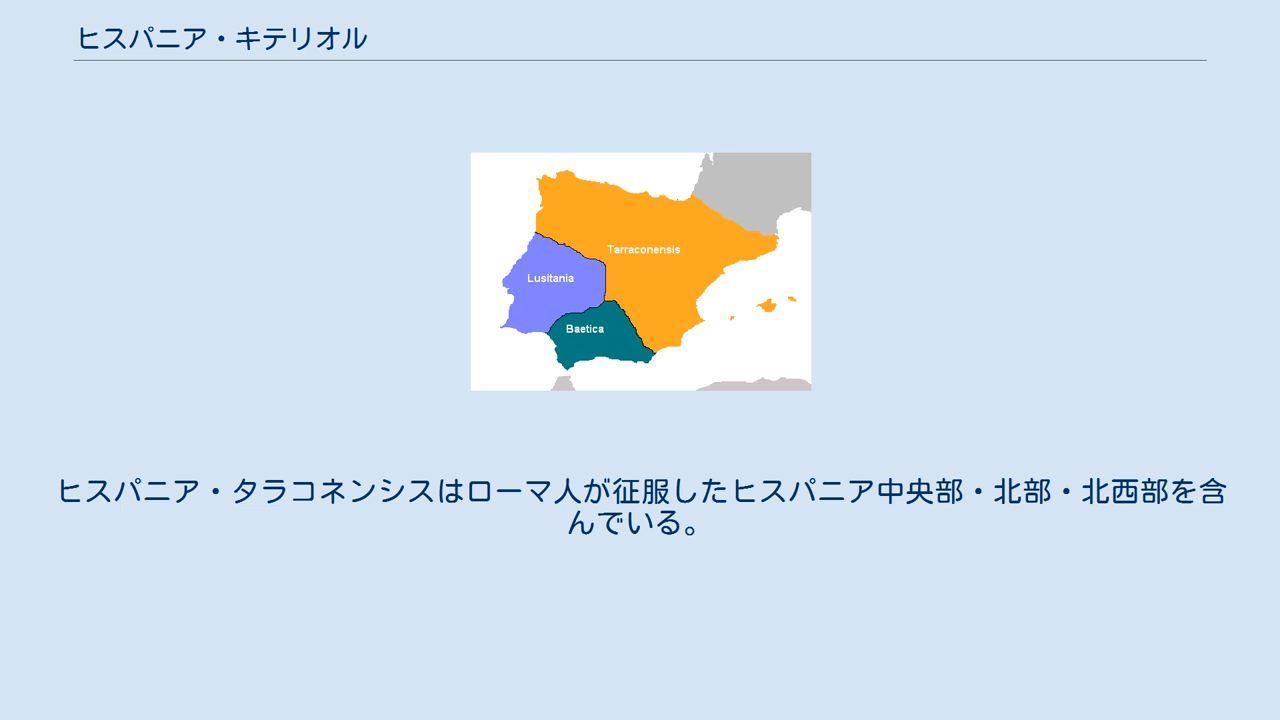 ヒスパニア・キテリオル
Tarraconensis
Lusitania
Baetica
ヒスパニア・タラコネンシスはローマ人が征服したヒスパニア中央部・北部・北西部を含
んでいる。